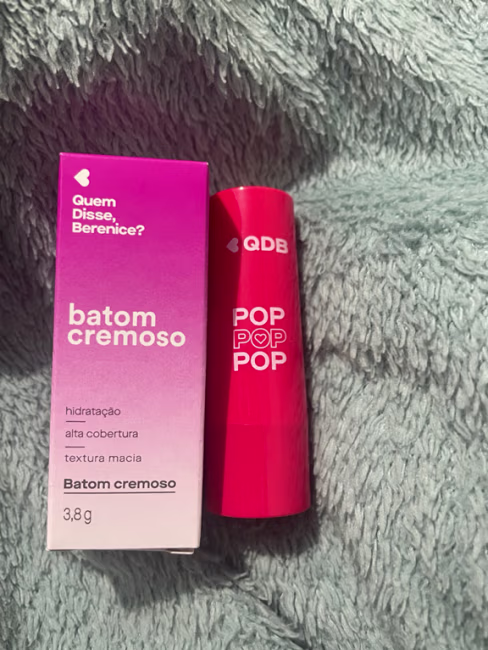 Quem
Disse,
Berenice?
batom
cremoso
hidratação
alta cobertura
textura macia
Batom cremoso
3,8 g
QDB
POP
POP
POP